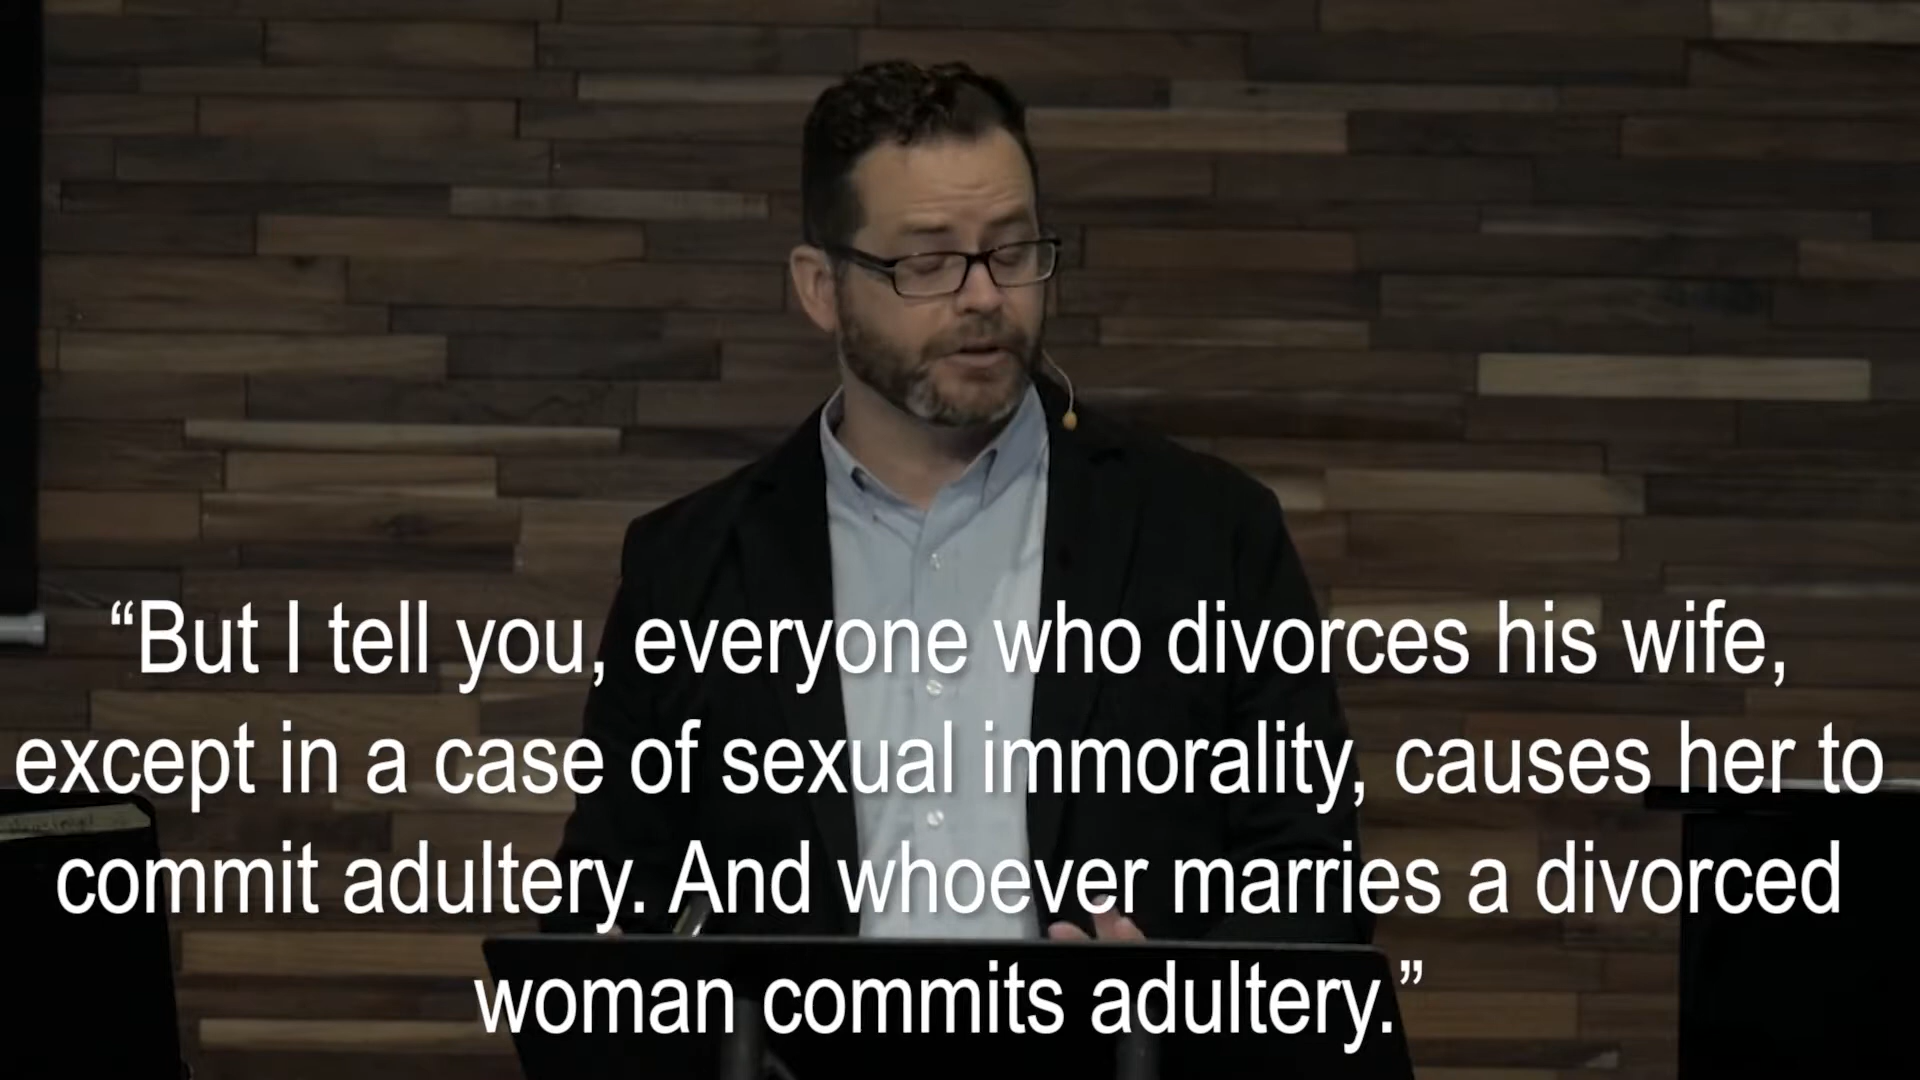 “But I tell you, everyone who divorces his wife,
except in a case of sexual immorality, causes her to
commit adultery. And whoever marries a divorced
woman commits adultery.”